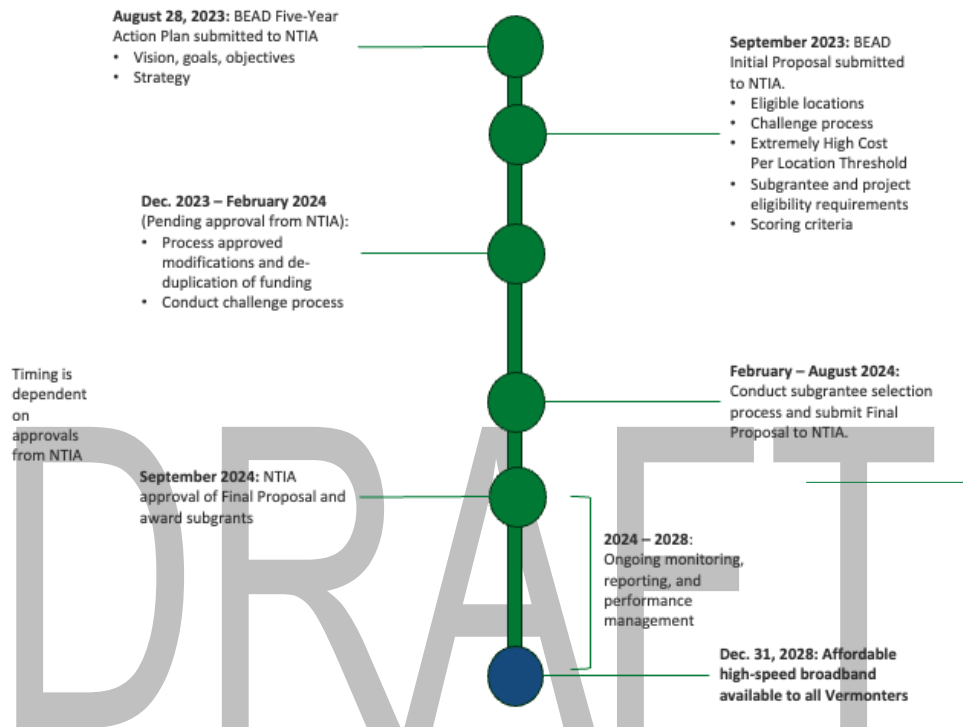 August 28, 2023: BEAD Five-Year
Action Plan submitted to NTIA
• Vision, goals, objectives
• Strategy
September 2023: BEAD
Initial Proposal submitted
to NTIA.
• Eligible locations
• Challenge process
• Extremely High Cost
Per Location Threshold
• Subgrantee and project
eligibility requirements
• Scoring criteria
Dec. 2023 – February 2024
(Pending approval from NTIA):
• Process approved
modifications and de-
duplication of funding
• Conduct challenge process
Timing is
dependent
on
approvals
from NTIA
February – August 2024:
Conduct subgrantee selection
process and submit Final
Proposal to NTIA.
September 2024: NTIA
approval of Final Proposal and
award subgrants
2024 – 2028:
Ongoing monitoring,
reporting, and
performance
management
Dec. 31, 2028: Affordable
high-speed broadband
available to all Vermonters
DRAFT